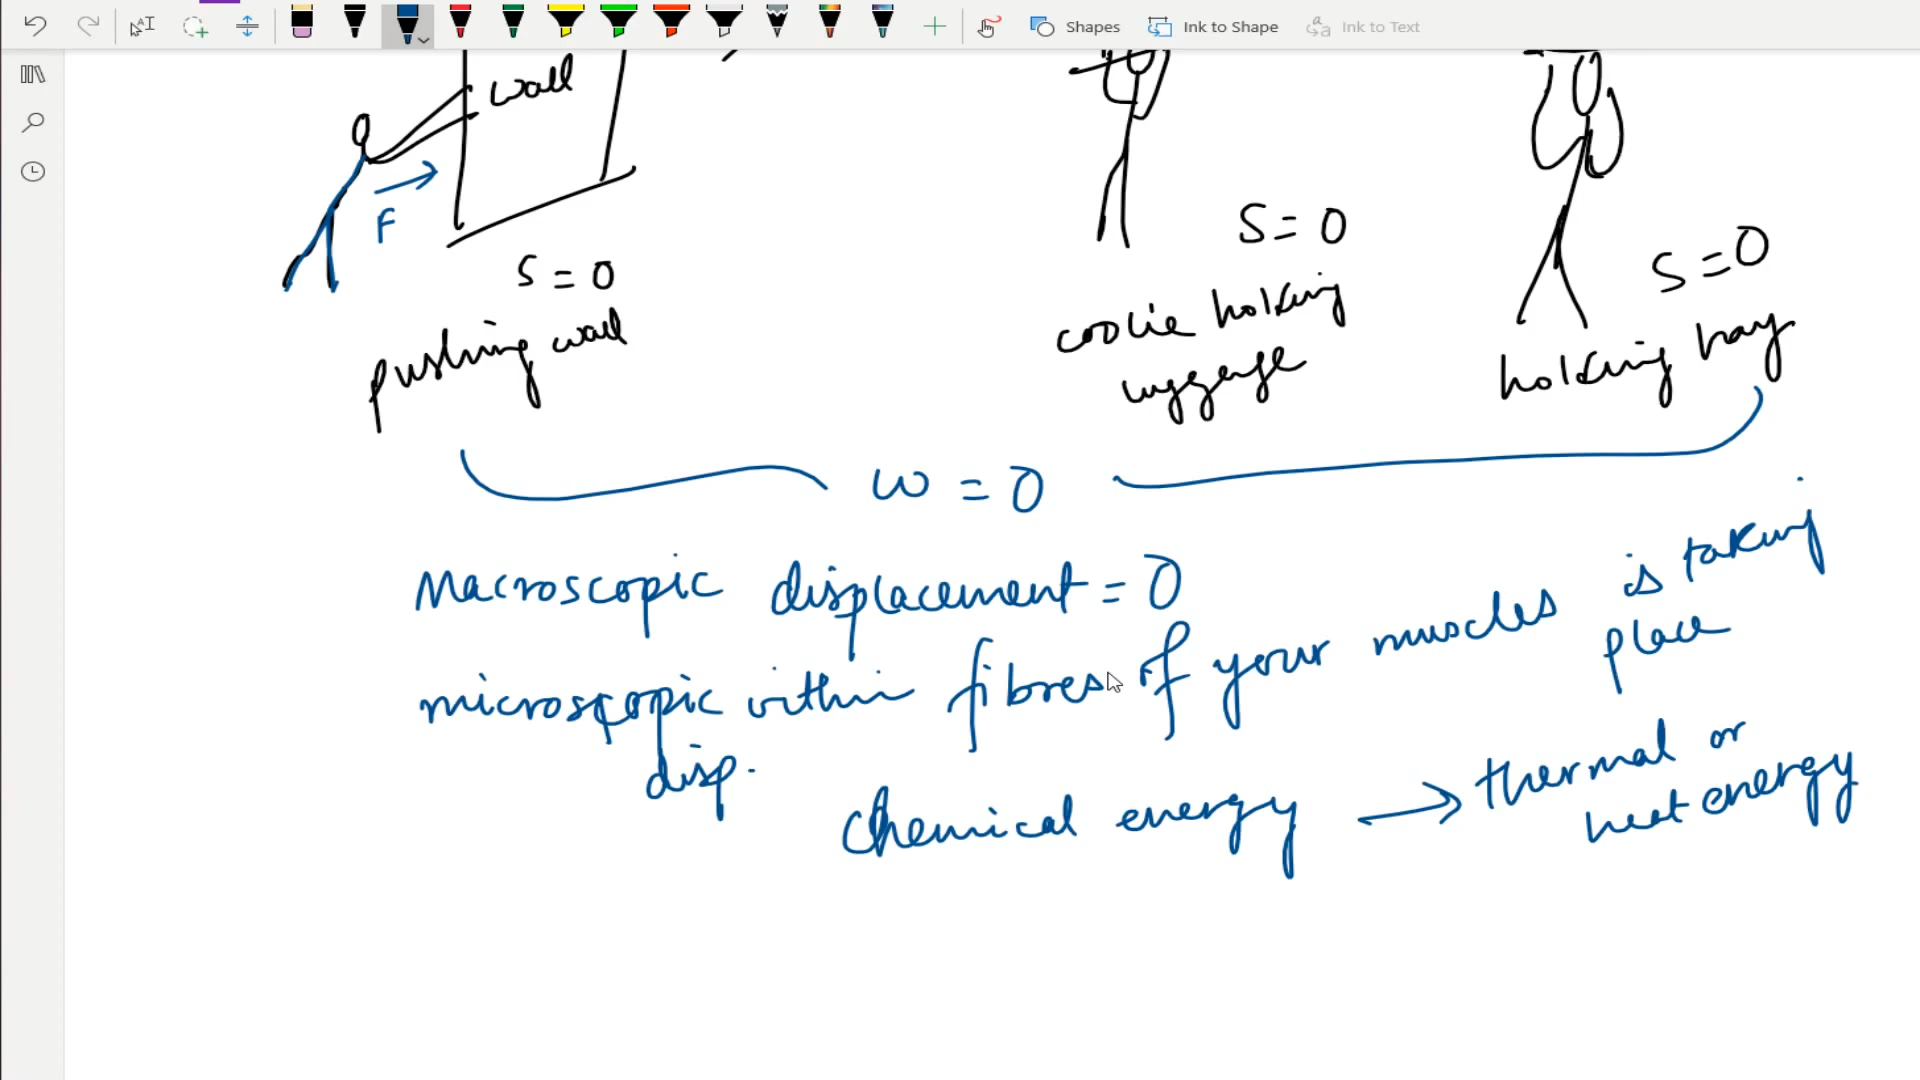 Shapes
Ink to Shape
Ink to Text
wall
F
S = 0
pushing wall
S = 0
coolie holding
luggage
S = 0
holding hay
W = 0
Macroscopic displacement = 0
microscopic within fibres of your muscles is taking
place
disp.
Chemical energy → thermal or
heat energy